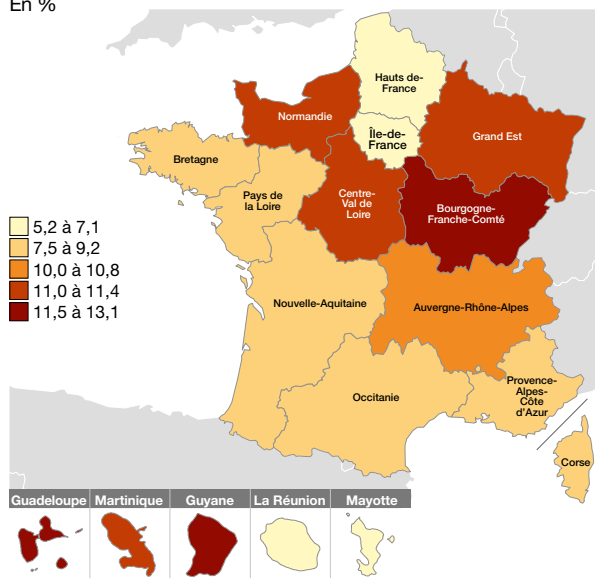 En %
Hauts de-
France
Normandie
Île-de-
France
Grand Est
Bretagne
Pays de
la Loire
Centre-
Val de
Loire
Bourgogne-
Franche-Comté
5,2 à 7,1
7,5 à 9,2
10,0 à 10,8
11,0 à 11,4
11,5 à 13,1
Nouvelle-Aquitaine
Auvergne-Rhône-Alpes
Occitanie
Provence-
Alpes-
Côte
d'Azur
Corse
Guadeloupe
Martinique
Guyane
La Réunion
Mayotte